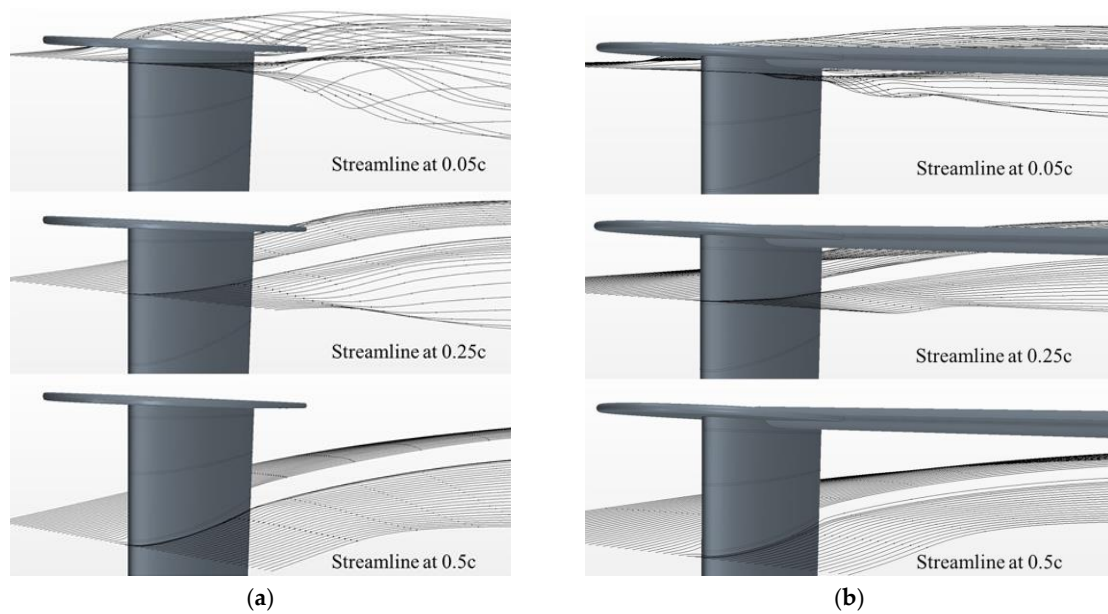 Streamline at 0.05c
Streamline at 0.05c
Streamline at 0.25c
Streamline at 0.25c
Streamline at 0.5c
Streamline at 0.5c
(a)
(b)